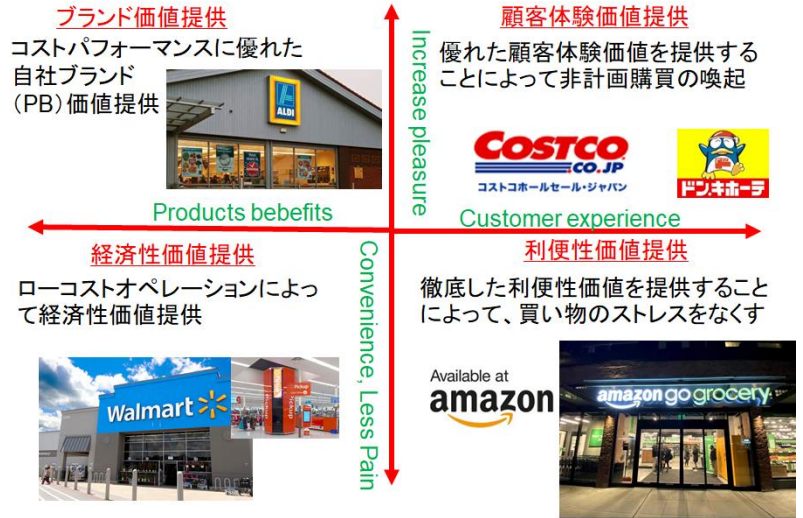 ブランド価値提供
コストパフォーマンスに優れた
自社ブランド
(PB)価値提供
ALDI
顧客体験価値提供
優れた顧客体験価値を提供する
ことによって非計画購買の喚起
COSTCO
.CO.JP
コストコホールセール・ジャパン
ドン.キホーテ
Increase pleasure
Products bebefits
Customer experience
Convenience, Less Pain
経済性価値提供
ローコストオペレーションによっ
て経済性価値提供
Walmart
Pickup
Pickup
利便性価値提供
徹底した利便性価値を提供すること
によって、買い物のストレスをなくす
Available at
amazon
amazon go grocery